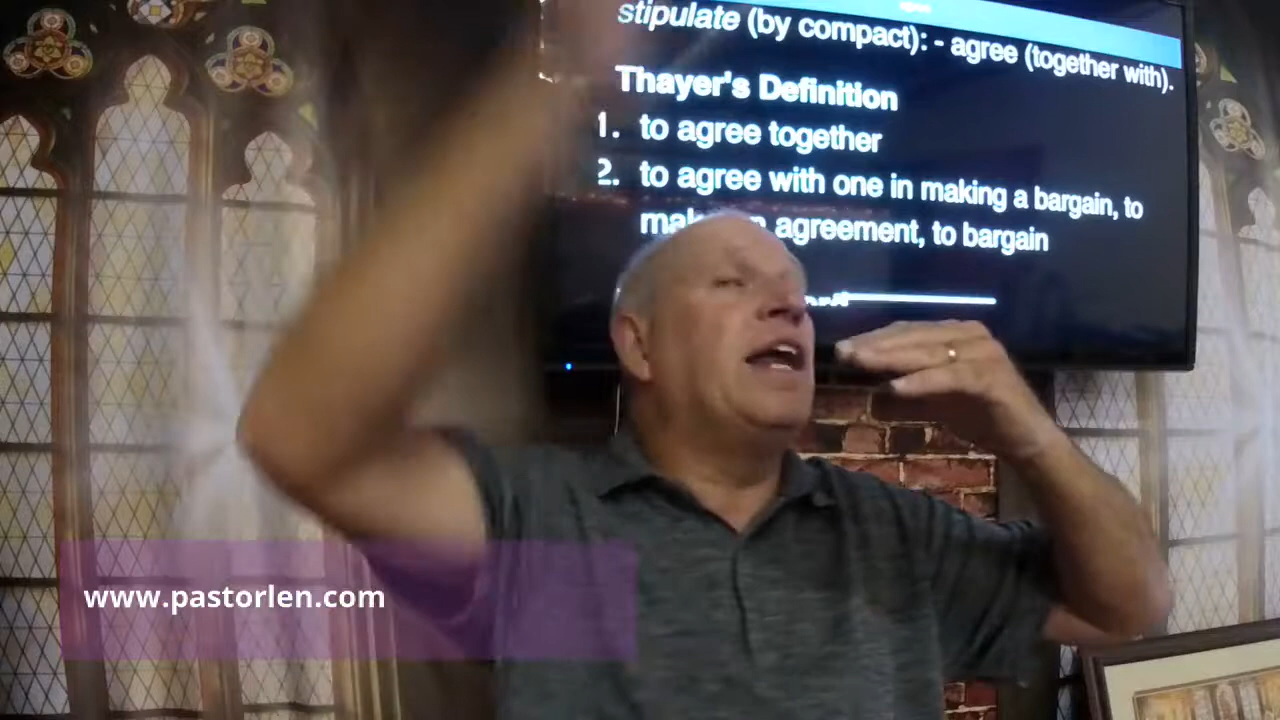 stipulate (by compact): - agree (together with).
Thayer's Definition
1. to agree together
2. to agree with one in making a bargain, to
agreement, to bargain
www.pastorlen.com